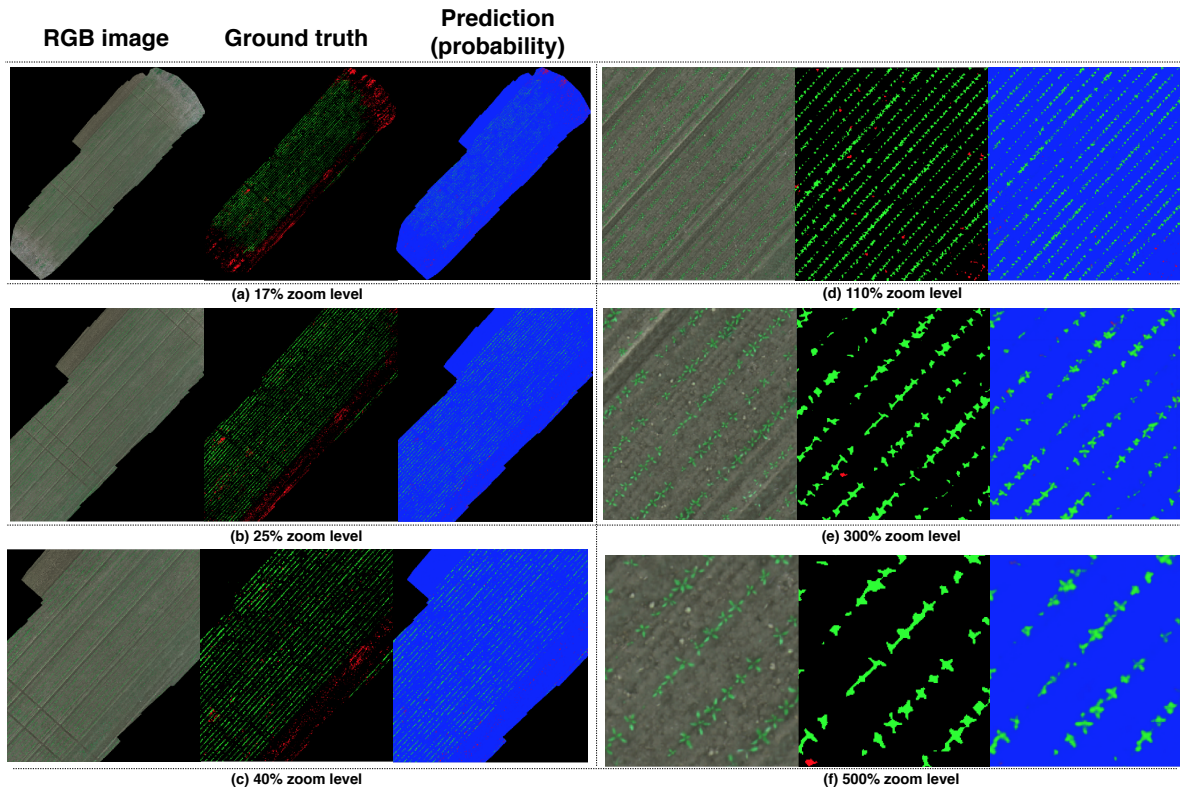 RGB image
Ground truth
Prediction
(probability)
(a) 17% zoom level
(d) 110% zoom level
(b) 25% zoom level
(e) 300% zoom level
(c) 40% zoom level
(f) 500% zoom level